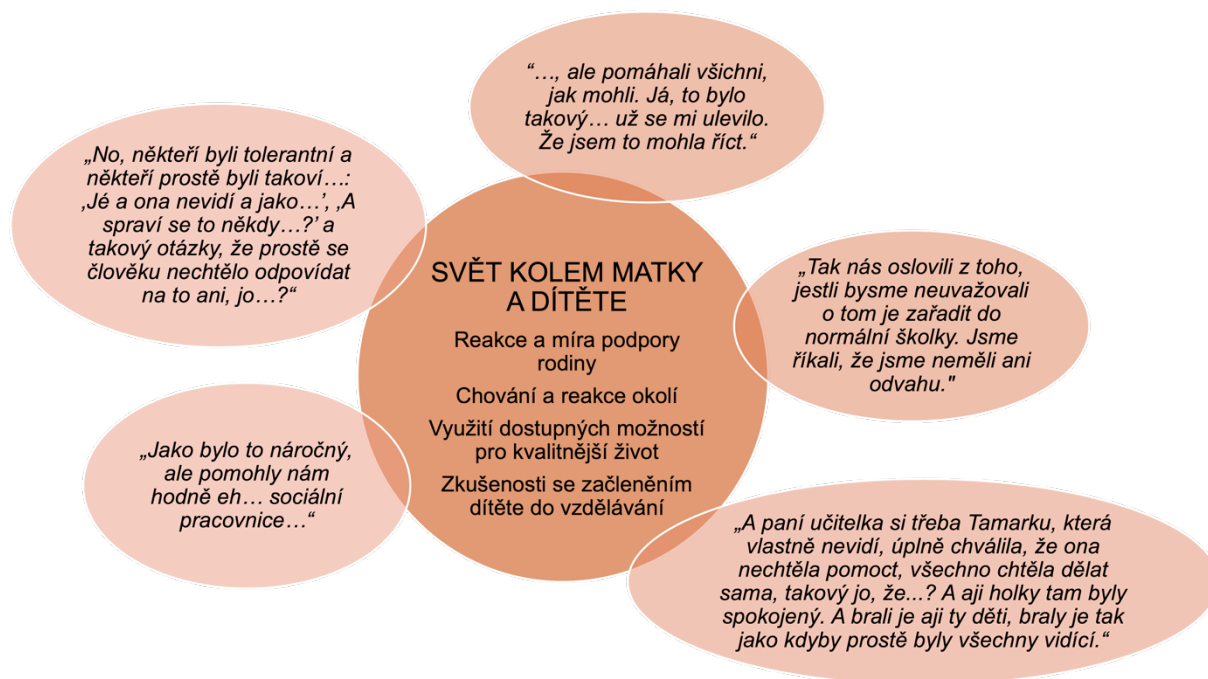 “…, ale pomáhali všichni,
jak mohli. Já, to bylo
takový… už se mi ulevilo.
Že jsem to mohla říct.“
„No, někteří byli tolerantní a
někteří prostě byli takoví…:
‚Jé a ona nevidí a jako…’, ‚A
spraví se to někdy…?’ a
takový otázky, že prostě se
člověku nechtělo odpovídat
na to ani, jo…?“
SVĚT KOLEM MATKY
A DÍTĚTE
Reakce a míra podpory
rodiny
Chování a reakce okolí
Využití dostupných možností
pro kvalitnější život
Zkušenosti se začleněním
dítěte do vzdělávání
„Tak nás oslovili z toho,
jestli bysme neuvažovali
o tom je zařadit do
normální školky. Jsme
říkali, že jsme neměli ani
odvahu."
„Jako bylo to náročný,
ale pomohly nám
hodně eh… sociální
pracovnice…“
„A paní učitelka si třeba Tamarku, která
vlastně nevidí, úplně chválila, že ona
nechtěla pomoct, všechno chtěla dělat
sama, takový jo, že...? A aji holky tam byly
spokojený. A brali je aji ty děti, braly je tak
jako kdyby prostě byly všechny vidící.“